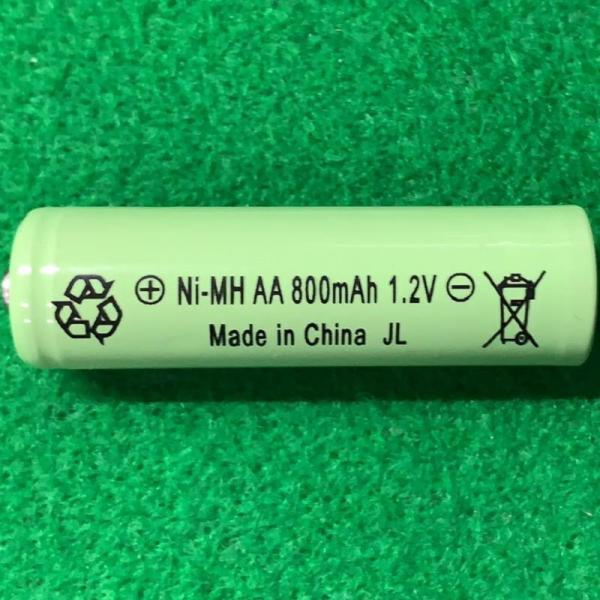 ⊕ Ni-MH AA 800mAh 1.2V ⊖
Made in China JL